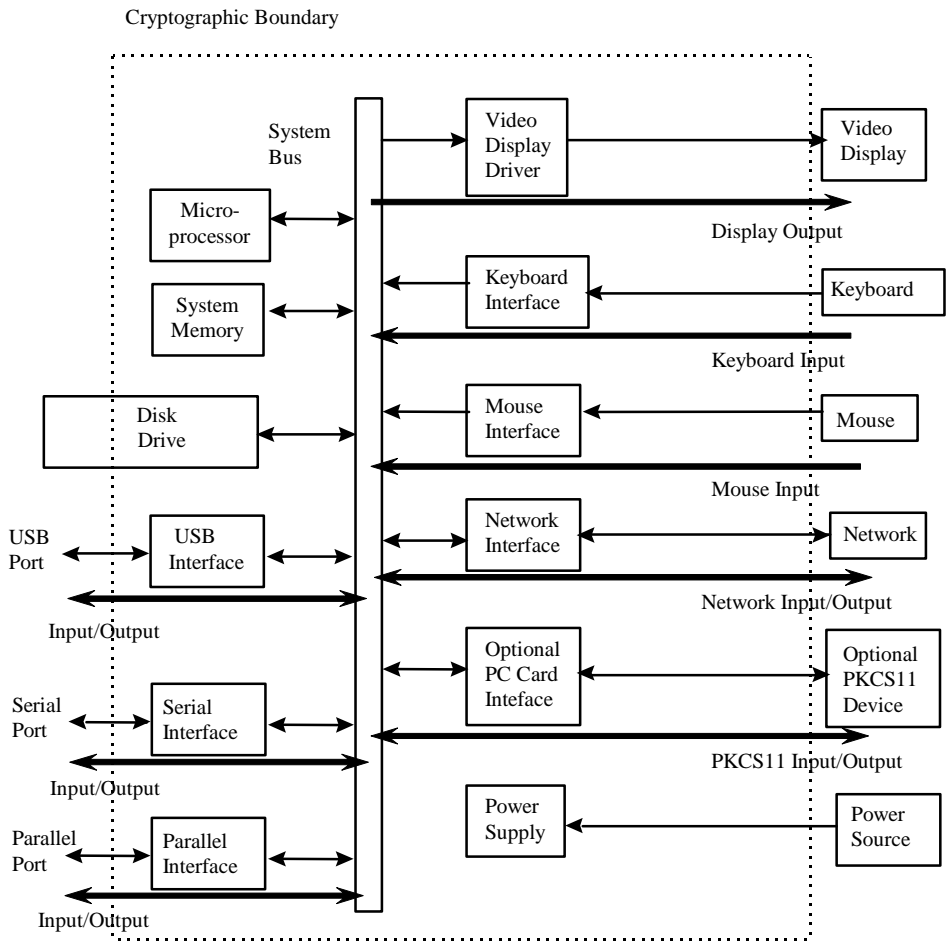 Cryptographic Boundary
System
Bus
Video
Display
Driver
Video
Display
Display Output
Micro-
processor
Keyboard
Interface
Keyboard
Keyboard Input
System
Memory
Mouse
Interface
Mouse
Mouse Input
Disk
Drive
Network
Interface
Network
Network Input/Output
USB
Port
USB
Interface
Input/Output
Optional
PC Card
Inteface
Optional
PKCS11
Device
PKCS11 Input/Output
Serial
Port
Serial
Interface
Input/Output
Power
Supply
Power
Source
Parallel
Port
Parallel
Interface
Input/Output